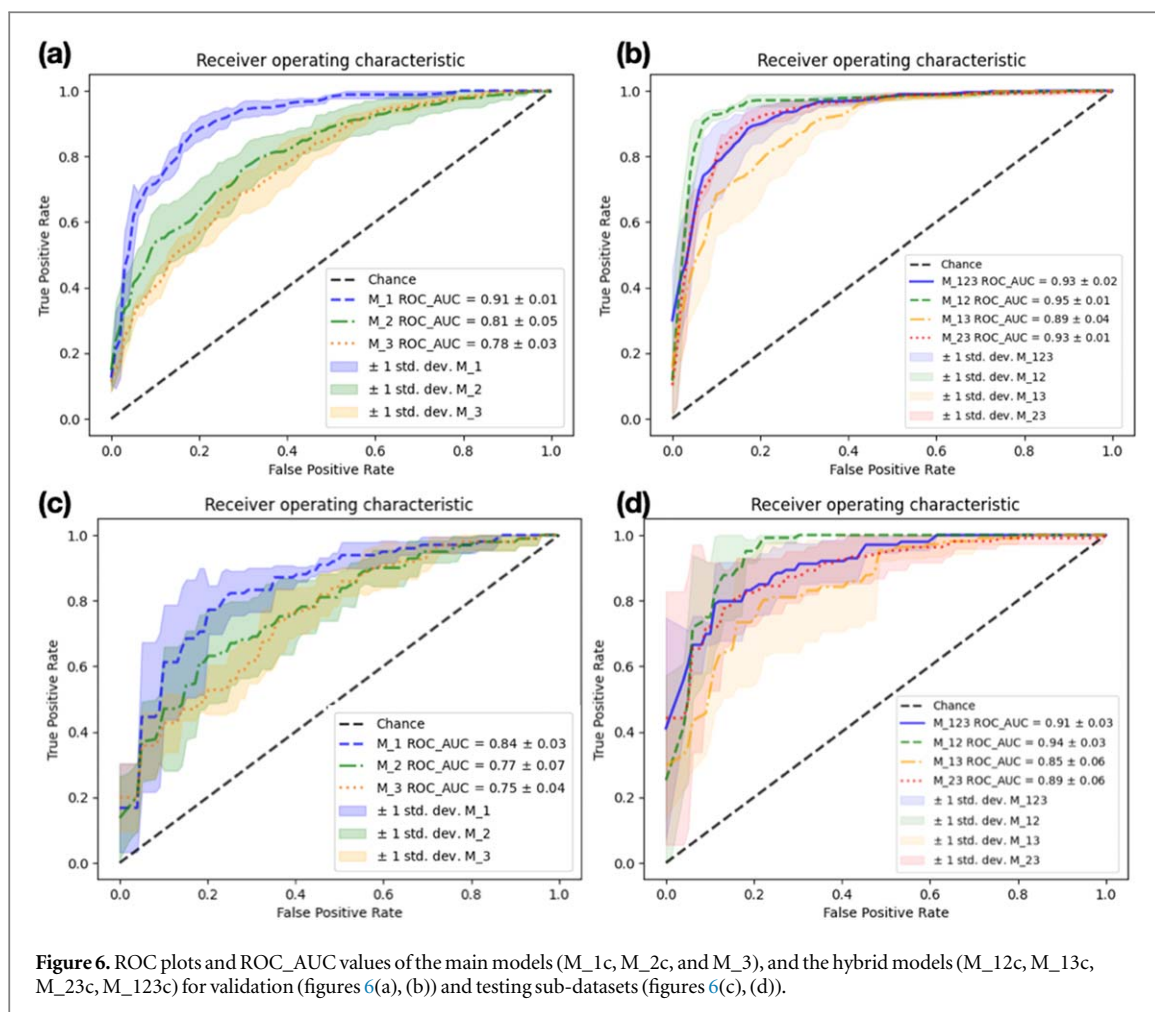 (a)
Receiver operating characteristic
1.0
0.8
0.6
0.4
0.2
0.0
True Positive Rate
Chance
M_1 ROC_AUC = 0.91 ± 0.01
M_2 ROC_AUC = 0.81 ± 0.05
M_3 ROC_AUC = 0.78 ± 0.03
± 1 std. dev. M_1
± 1 std. dev. M_2
± 1 std. dev. M_3
0.0 0.2 0.4 0.6 0.8 1.0
False Positive Rate
(b)
Receiver operating characteristic
1.0
0.8
0.6
0.4
0.2
0.0
True Positive Rate
Chance
M_123 ROC_AUC = 0.93 ± 0.02
M_12 ROC_AUC = 0.95 ± 0.01
M_13 ROC_AUC = 0.89 ± 0.04
M_23 ROC_AUC = 0.93 ± 0.01
± 1 std. dev. M_123
± 1 std. dev. M_12
± 1 std. dev. M_13
± 1 std. dev. M_23
0.0 0.2 0.4 0.6 0.8 1.0
False Positive Rate
(c)
Receiver operating characteristic
1.0
0.8
0.6
0.4
0.2
0.0
True Positive Rate
Chance
M_1 ROC_AUC = 0.84 ± 0.03
M_2 ROC_AUC = 0.77 ± 0.07
M_3 ROC_AUC = 0.75 ± 0.04
± 1 std. dev. M_1
± 1 std. dev. M_2
± 1 std. dev. M_3
0.0 0.2 0.4 0.6 0.8 1.0
False Positive Rate
(d)
Receiver operating characteristic
1.0
0.8
0.6
0.4
0.2
0.0
True Positive Rate
Chance
M_123 ROC_AUC = 0.91 ± 0.03
M_12 ROC_AUC = 0.94 ± 0.03
M_13 ROC_AUC = 0.85 ± 0.06
M_23 ROC_AUC = 0.89 ± 0.06
± 1 std. dev. M_123
± 1 std. dev. M_12
± 1 std. dev. M_13
± 1 std. dev. M_23
0.0 0.2 0.4 0.6 0.8 1.0
False Positive Rate
Figure 6. ROC plots and ROC_AUC values of the main models (M_1c, M_2c, and M_3), and the hybrid models (M_12c, M_13c,
M_23c, M_123c) for validation (figures 6(a), (b)) and testing sub-datasets (figures 6(c), (d)).